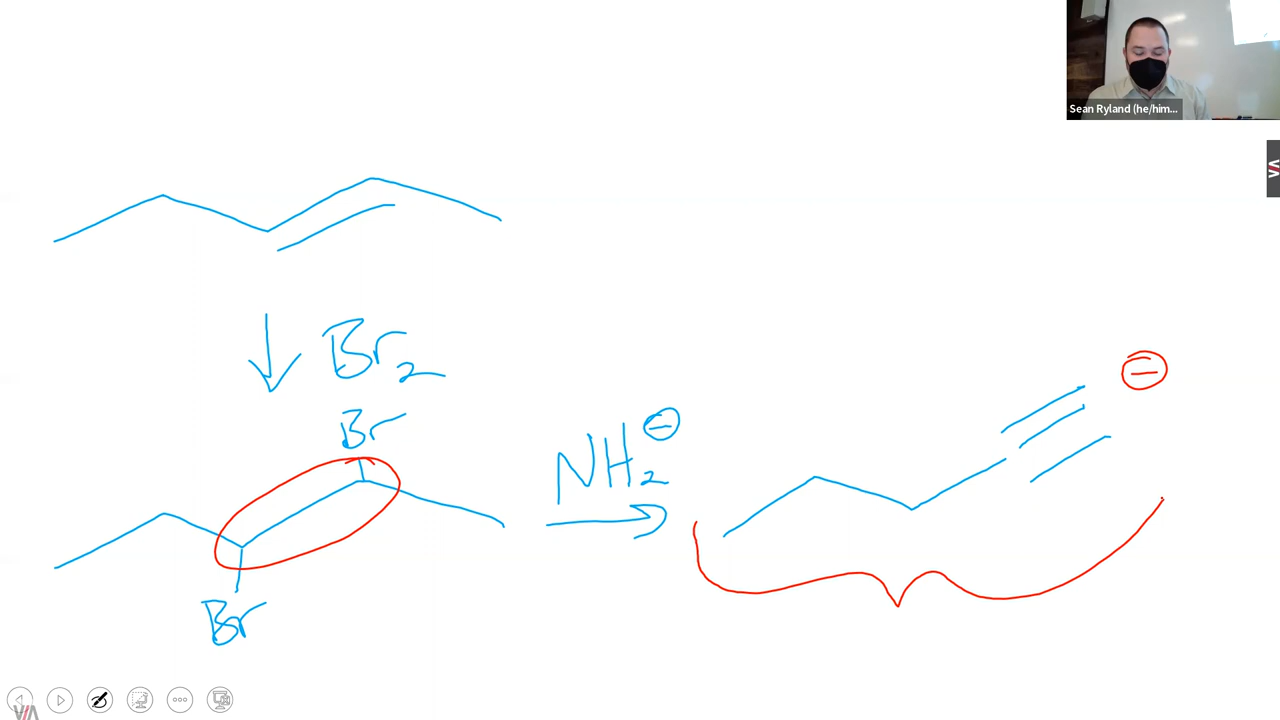 Sean Ryland (he/him...
Br₂
Br
NH₂⊖
Br
⊖